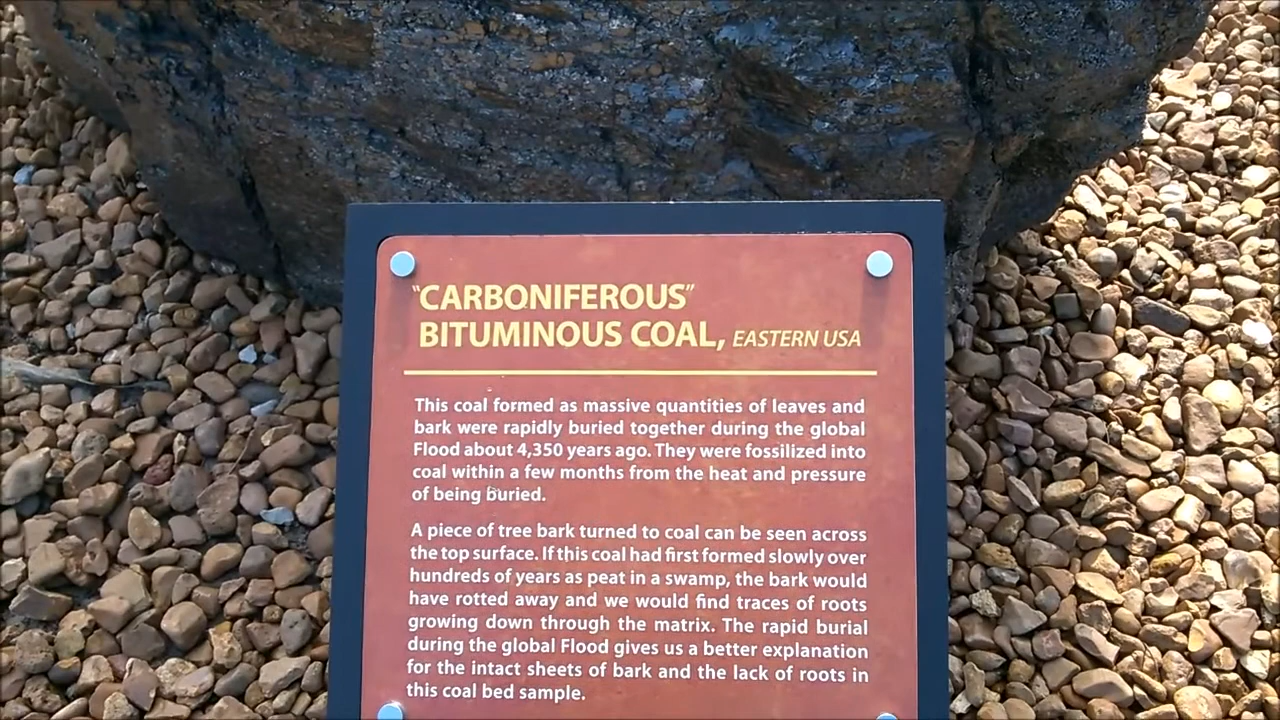 "CARBONIFEROUS"
BITUMINOUS COAL, EASTERN USA
This coal formed as massive quantities of leaves and
bark were rapidly buried together during the global
Flood about 4,350 years ago. They were fossilized into
coal within a few months from the heat and pressure
of being buried.
A piece of tree bark turned to coal can be seen across
the top surface. If this coal had first formed slowly over
hundreds of years as peat in a swamp, the bark would
have rotted away and we would find traces of roots
growing down through the matrix. The rapid burial
during the global Flood gives us a better explanation
for the intact sheets of bark and the lack of roots in
this coal bed sample.